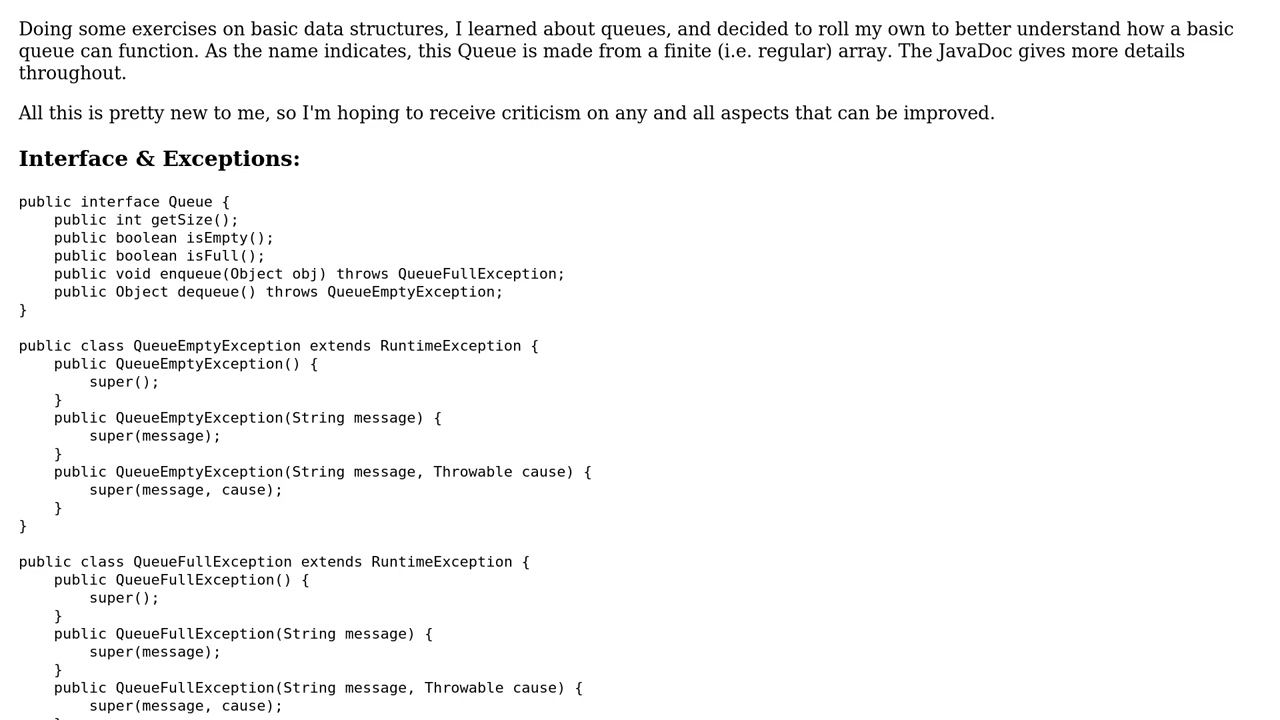 Doing some exercises on basic data structures, I learned about queues, and decided to roll my own to better understand how a basic
queue can function. As the name indicates, this Queue is made from a finite (i.e. regular) array. The JavaDoc gives more details
throughout.
All this is pretty new to me, so I'm hoping to receive criticism on any and all aspects that can be improved.
Interface & Exceptions:
public interface Queue {
    public int getSize();
    public boolean isEmpty();
    public boolean isFull();
    public void enqueue(Object obj) throws QueueFullException;
    public Object dequeue() throws QueueEmptyException;
}
public class QueueEmptyException extends RuntimeException {
    public QueueEmptyException() {
        super();
    }
    public QueueEmptyException(String message) {
        super(message);
    }
    public QueueEmptyException(String message, Throwable cause) {
        super(message, cause);
    }
}
public class QueueFullException extends RuntimeException {
    public QueueFullException() {
        super();
    }
    public QueueFullException(String message) {
        super(message);
    }
    public QueueFullException(String message, Throwable cause) {
        super(message, cause);